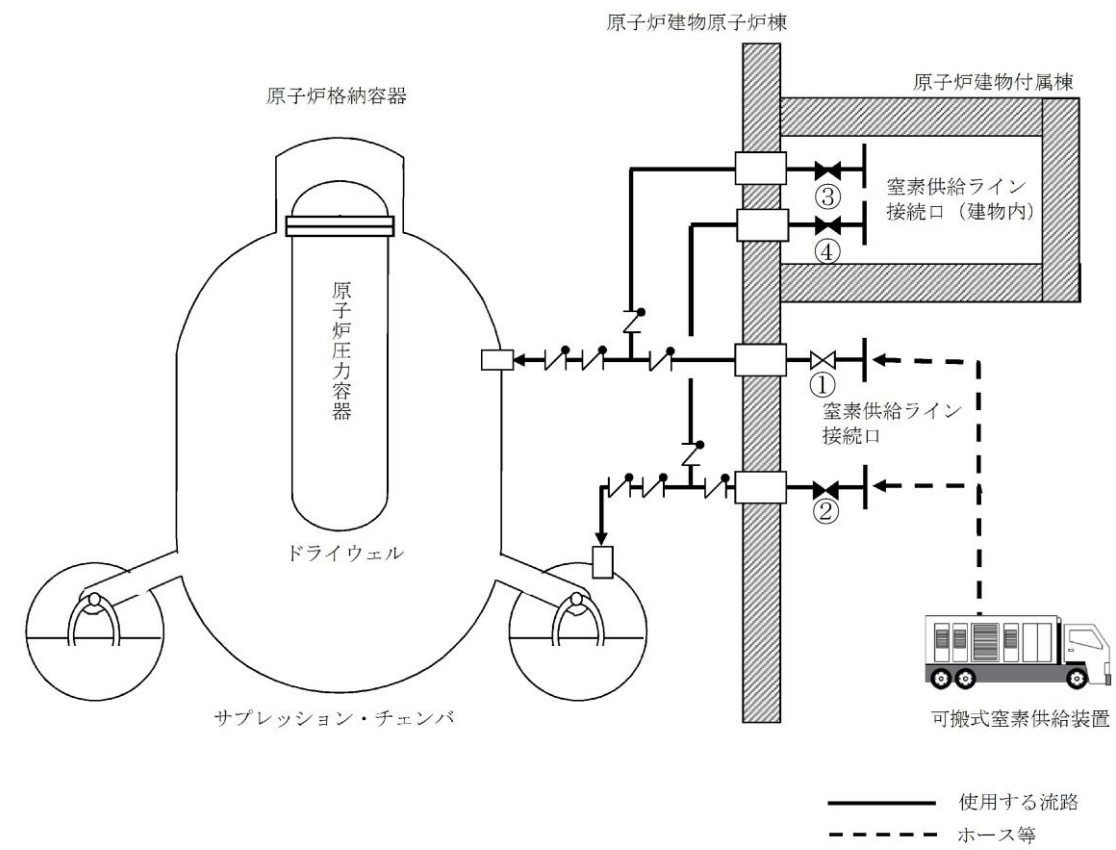 原子炉建物原子炉棟
原子炉建物付属棟
原子炉格納容器
③
窒素供給ライン
接続口（建物内）
④
原子炉圧力容器
①
窒素供給ライン
接続口
②
ドライウェル
サプレッション・チェンバ
可搬式窒素供給装置
使用する流路
ホース等